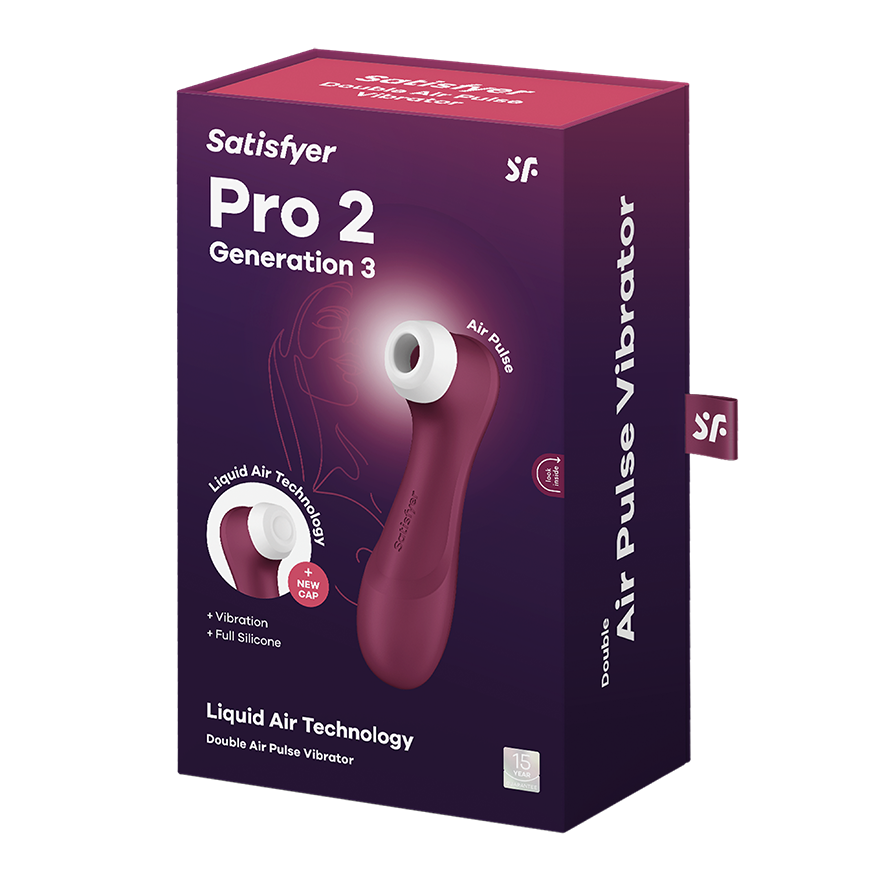 Satisfyer
Double Air Pulse
Vibrator
Satisfyer
SF
Pro 2
Generation 3
Air Pulse
Satisfyer
Liquid Air Technology
+
NEW
CAP
+ Vibration
+ Full Silicone
look
inside
Liquid Air Technology
Double Air Pulse Vibrator
15
YEAR
GUARANTEE
Double
Air Pulse Vibrator
SF